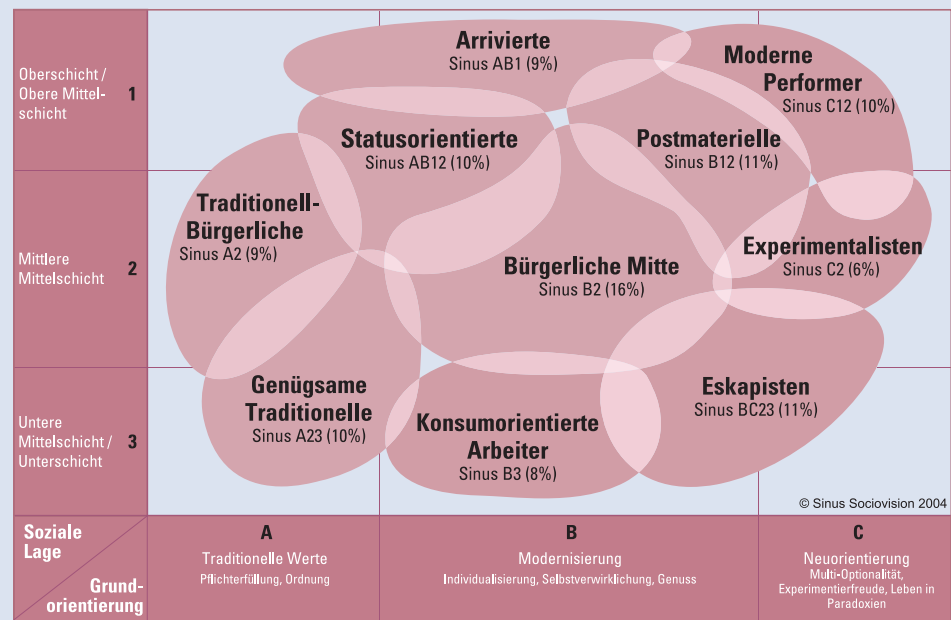 Oberschicht /
Obere Mittel-
schicht
1
Arrivierte
Sinus AB1 (9%)
Moderne
Performer
Sinus C12 (10%)
Statusorientierte
Sinus AB12 (10%)
Postmaterielle
Sinus B12 (11%)
Mittlere
Mittelschicht
2
Traditionell-
Bürgerliche
Sinus A2 (9%)
Bürgerliche Mitte
Sinus B2 (16%)
Experimentalisten
Sinus C2 (6%)
Untere
Mittelschicht /
Unterschicht
3
Genügsame
Traditionelle
Sinus A23 (10%)
Konsumorientierte
Arbeiter
Sinus B3 (8%)
Eskapisten
Sinus BC23 (11%)
© Sinus Sociovision 2004
Soziale
Lage
Grund-
orientierung
A
Traditionelle Werte
Pflichterfüllung, Ordnung
B
Modernisierung
Individualisierung, Selbstverwirklichung, Genuss
C
Neuorientierung
Multi-Optionalität,
Experimentierfreude, Leben in
Paradoxien